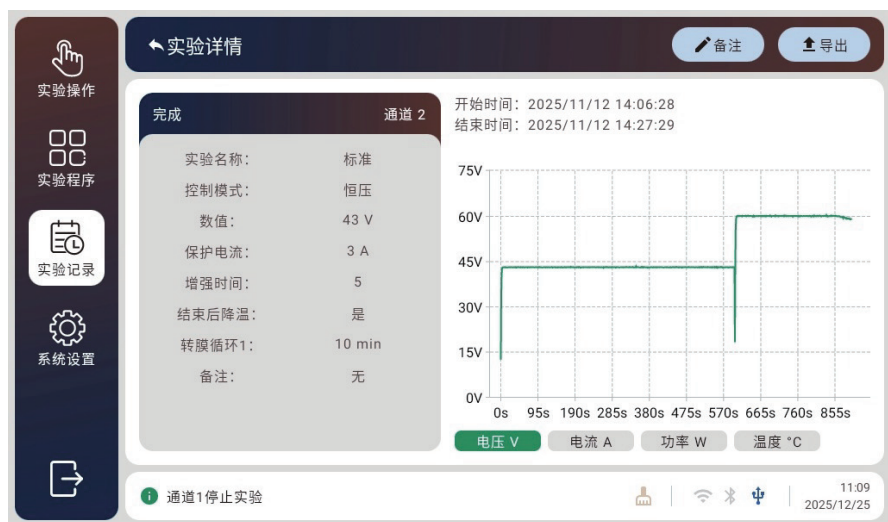 实验操作
实验程序
实验记录
系统设置
实验详情
备注
导出
完成 通道 2
实验名称： 标准
控制模式： 恒压
数值： 43 V
保护电流： 3 A
增强时间： 5
结束后降温： 是
转膜循环1： 10 min
备注： 无
开始时间：2025/11/12 14:06:28
结束时间：2025/11/12 14:27:29
75V
60V
45V
30V
15V
0V
0s 95s 190s 285s 380s 475s 570s 665s 760s 855s
电压 V 电流 A 功率 W 温度 °C
通道1停止实验
11:09
2025/12/25